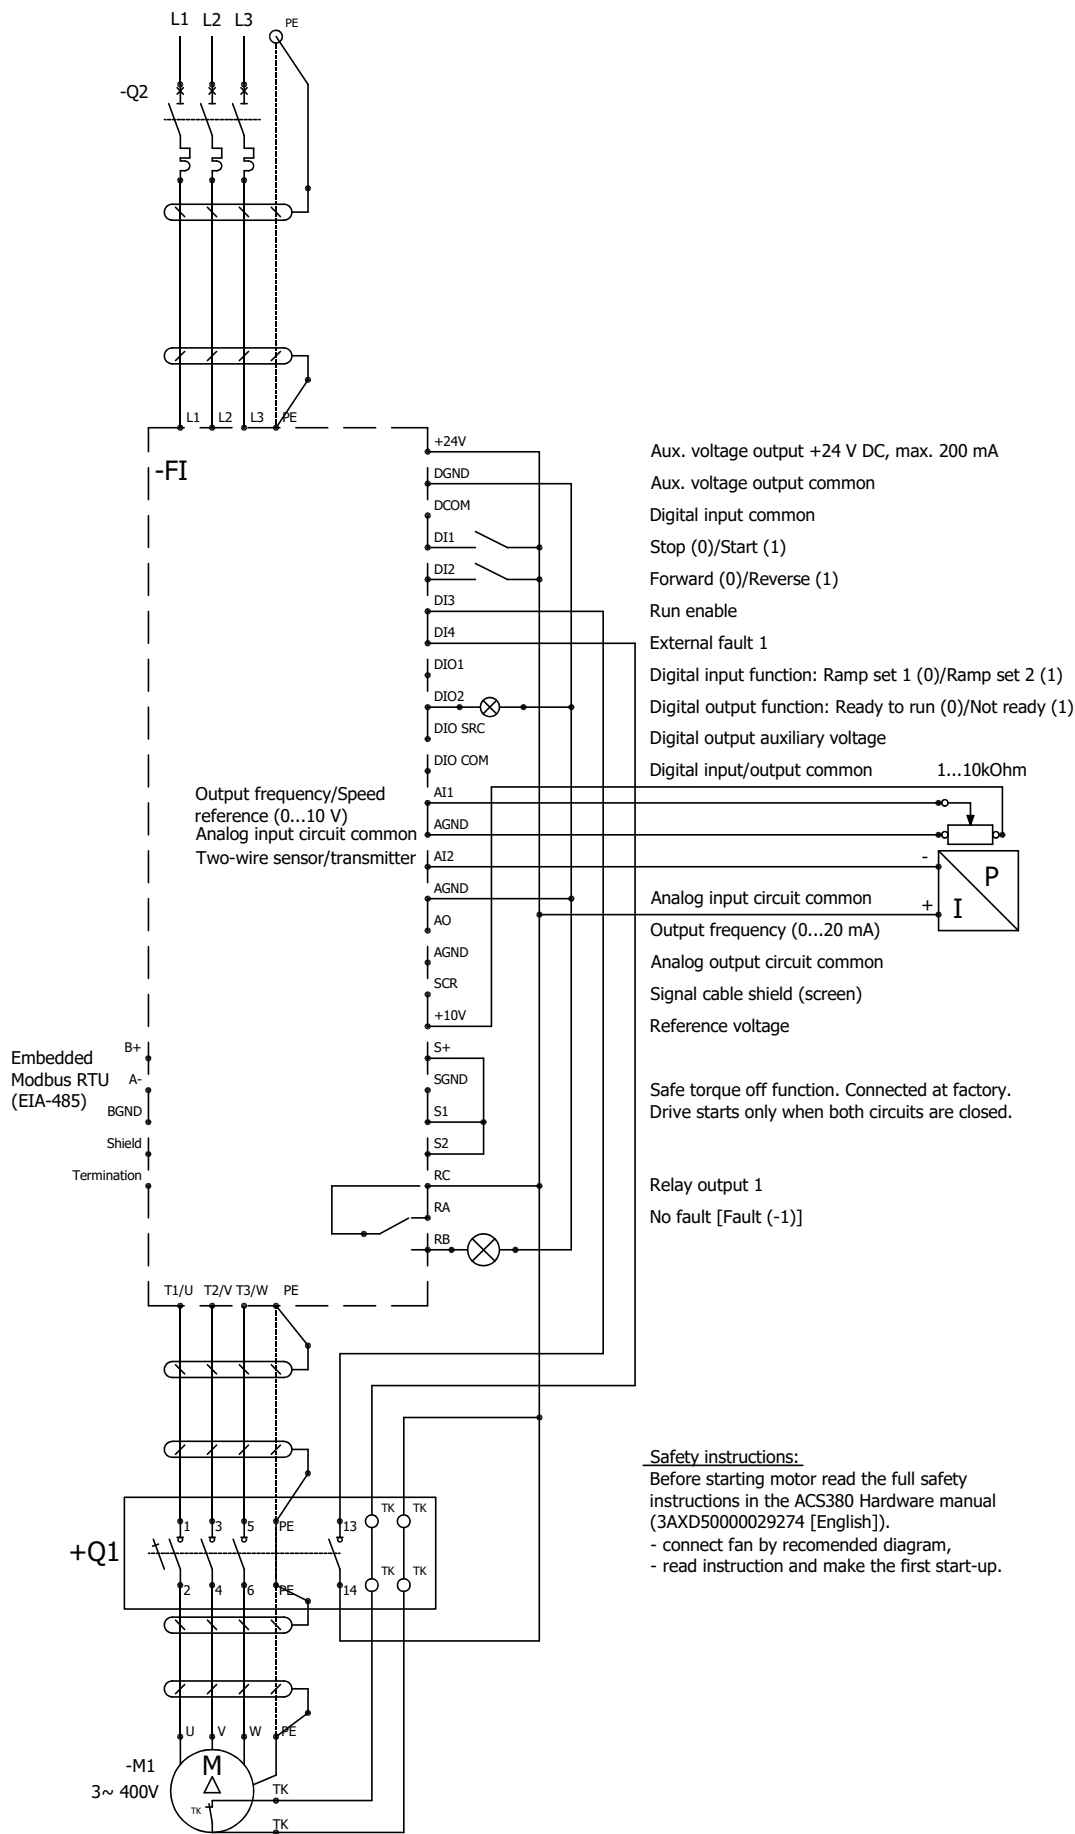 L1 L2 L3 PE
-Q2
L1 L2 L3 PE
-FI
+24V
Aux. voltage output +24 V DC, max. 200 mA
DGND
Aux. voltage output common
DCOM
Digital input common
DI1
Stop (0)/Start (1)
DI2
Forward (0)/Reverse (1)
DI3
Run enable
DI4
External fault 1
DIO1
Digital input function: Ramp set 1 (0)/Ramp set 2 (1)
DIO2
Digital output function: Ready to run (0)/Not ready (1)
DIO SRC
Digital output auxiliary voltage
DIO COM
Digital input/output common
1...10kOhm
Output frequency/Speed
reference (0...10 V)
AI1
Analog input circuit common
AGND
Two-wire sensor/transmitter
AI2
-
P
I
+
AGND
Analog input circuit common
AO
Output frequency (0...20 mA)
AGND
Analog output circuit common
SCR
Signal cable shield (screen)
+10V
Reference voltage
Embedded
Modbus RTU
(EIA-485)
B+
A-
BGND
Shield
Termination
S+
SGND
S1
S2
Safe torque off function. Connected at factory.
Drive starts only when both circuits are closed.
RC
Relay output 1
RA
No fault [Fault (-1)]
RB
T1/U T2/V T3/W PE
Safety instructions:
Before starting motor read the full safety
instructions in the ACS380 Hardware manual
(3AXD50000029274 [English]).
- connect fan by recomended diagram,
- read instruction and make the first start-up.
+Q1
1 3 5 PE 13 TK TK
2 4 6 PE 14 TK TK
U V W PE
-M1
3~ 400V
M
TK
TK
TK